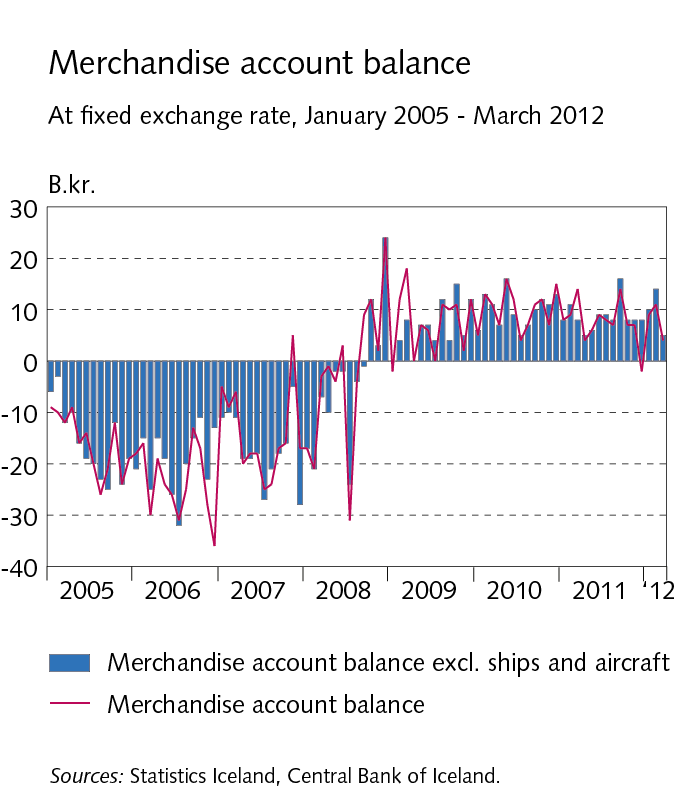 Merchandise account balance
At fixed exchange rate, January 2005 - March 2012
B.kr.
30
20
10
0
-10
-20
-30
-40
2005 2006 2007 2008 2009 2010 2011 '12
Merchandise account balance excl. ships and aircraft
Merchandise account balance
Sources: Statistics Iceland, Central Bank of Iceland.